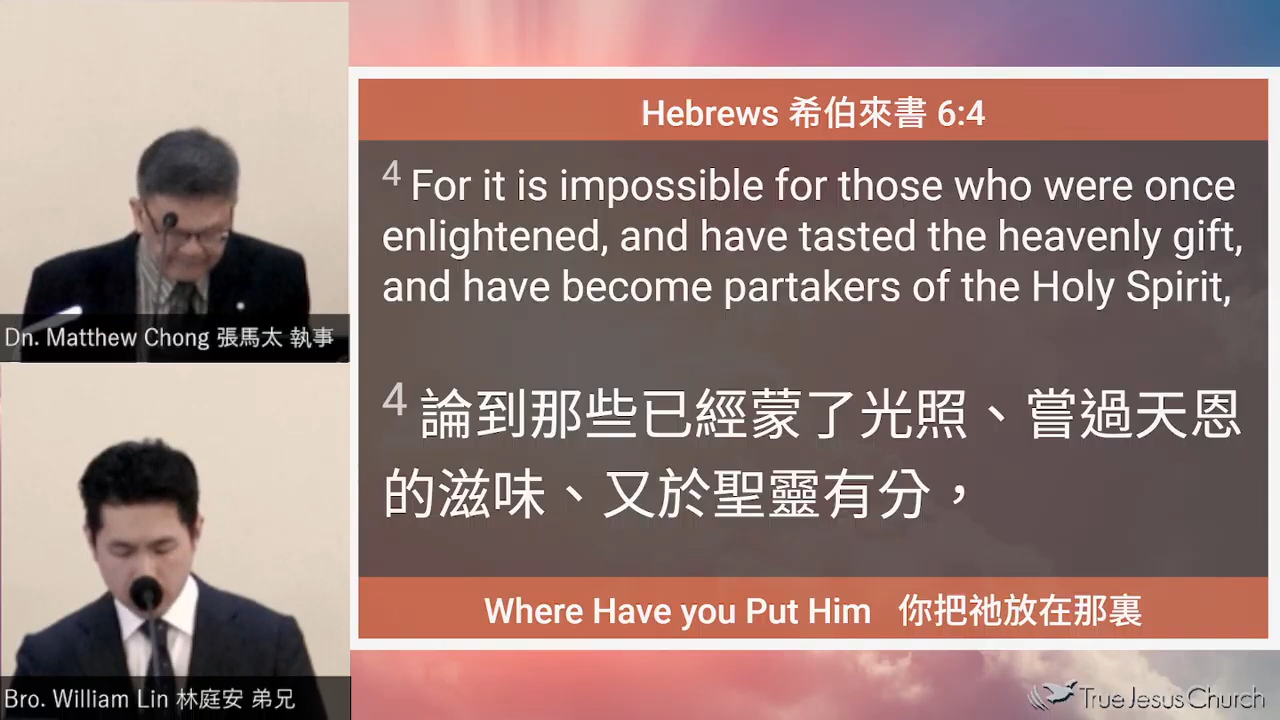 Dn. Matthew Chong 張馬太 執事
Bro. William Lin 林庭安 弟兄
Hebrews 希伯來書 6:4
4 For it is impossible for those who were once
enlightened, and have tasted the heavenly gift,
and have become partakers of the Holy Spirit,
4 論到那些已經蒙了光照、嘗過天恩
的滋味、又於聖靈有分，
Where Have you Put Him 你把祂放在那裏
True Jesus Church